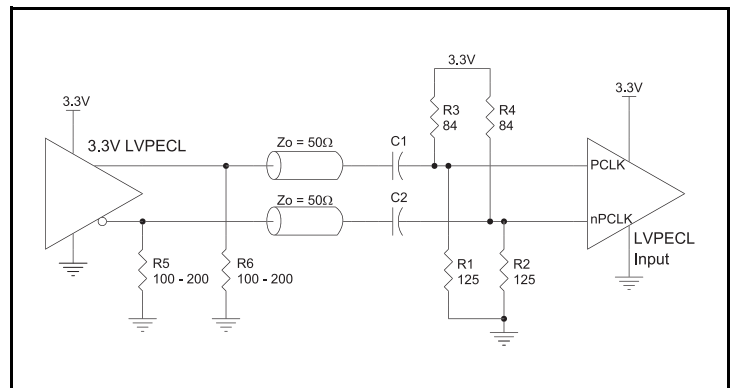 3.3V
3.3V LVPECL
R5
100 - 200
R6
100 - 200
Zo = 50Ω
Zo = 50Ω
C1
C2
3.3V
R3
84
R4
84
R1
125
R2
125
3.3V
PCLK
nPCLK
LVPECL
Input